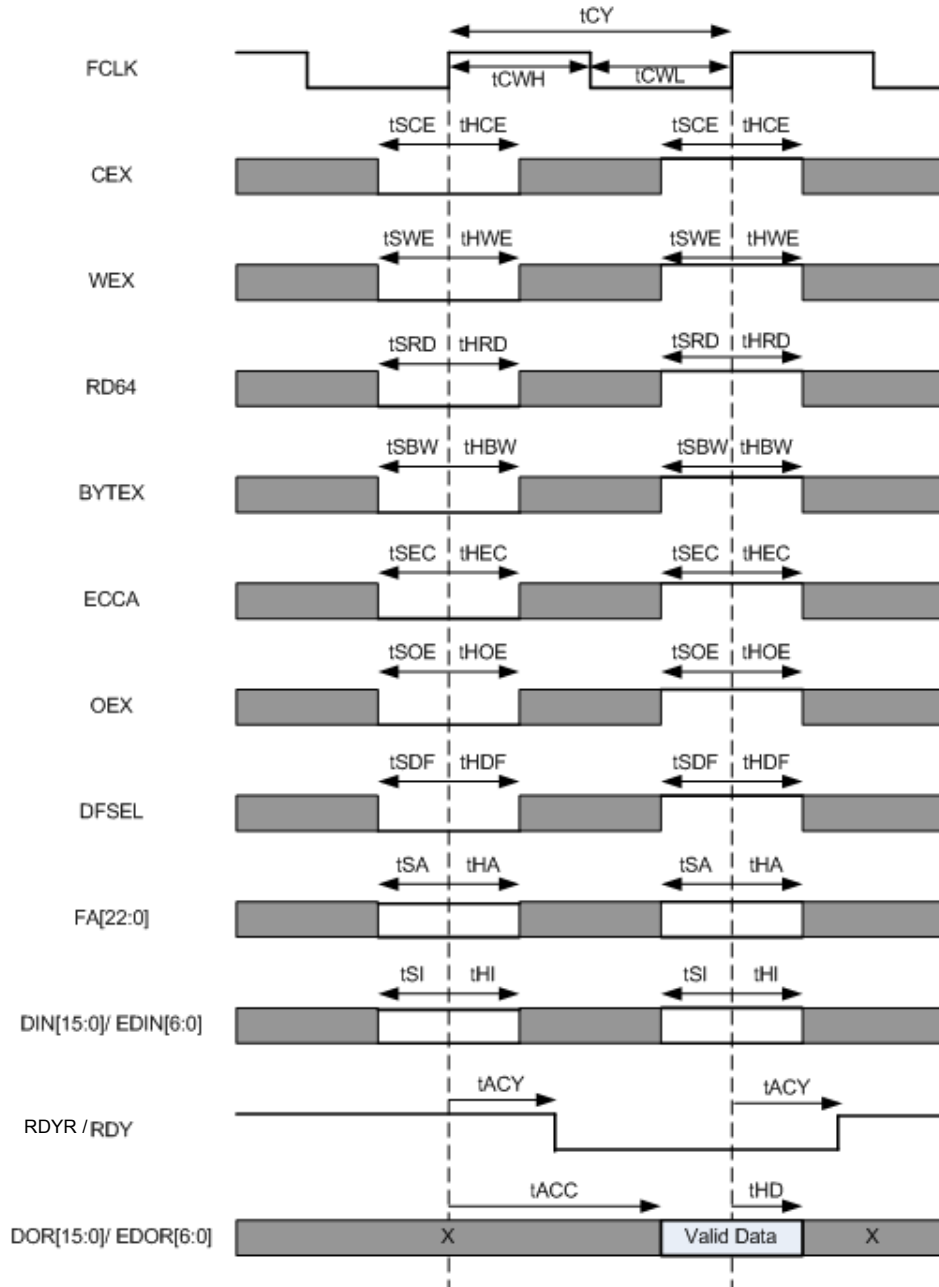 tCY
FCLK
tCWH tCWL
tSCE tHCE tSCE tHCE
CEX
tSWE tHWE tSWE tHWE
WEX
tSRD tHRD tSRD tHRD
RD64
tSBW tHBW tSBW tHBW
BYTEX
tSEC tHEC tSEC tHEC
ECCA
tSOE tHOE tSOE tHOE
OEX
tSDF tHDF tSDF tHDF
DFSEL
tSA tHA tSA tHA
FA[22:0]
tSI tHI tSI tHI
DIN[15:0]/ EDIN[6:0]
tACY tACY
RDYR / RDY
tACC tHD
DOR[15:0]/ EDOR[6:0] X Valid Data X